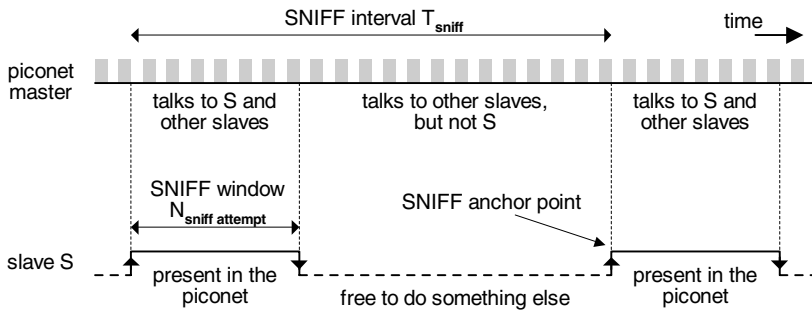 SNIFF interval Tsniff
time
piconet
master
talks to S and
other slaves
talks to other slaves,
but not S
talks to S and
other slaves
SNIFF window
Nsniff attempt
SNIFF anchor point
slave S
present in the
piconet
free to do something else
present in the
piconet